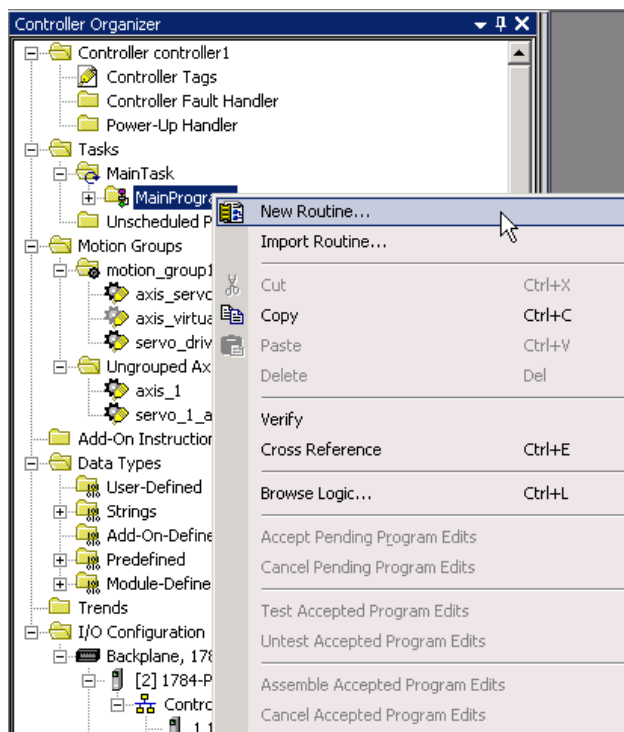 Controller Organizer
Controller controller1
Controller Tags
Controller Fault Handler
Power-Up Handler
Tasks
MainTask
MainProgra
Unscheduled P
Motion Groups
motion_group1
axis_servo
axis_virtua
servo_driv
Ungrouped Ax
axis_1
servo_1_a
Add-On Instruction
Data Types
User-Defined
Strings
Add-On-Define
Predefined
Module-Define
Trends
I/O Configuration
Backplane, 178
[2] 1784-P
Contro
New Routine...
Import Routine...
Cut Ctrl+X
Copy Ctrl+C
Paste Ctrl+V
Delete Del
Verify
Cross Reference Ctrl+E
Browse Logic... Ctrl+L
Accept Pending Program Edits
Cancel Pending Program Edits
Test Accepted Program Edits
Untest Accepted Program Edits
Assemble Accepted Program Edits
Cancel Accepted Program Edits